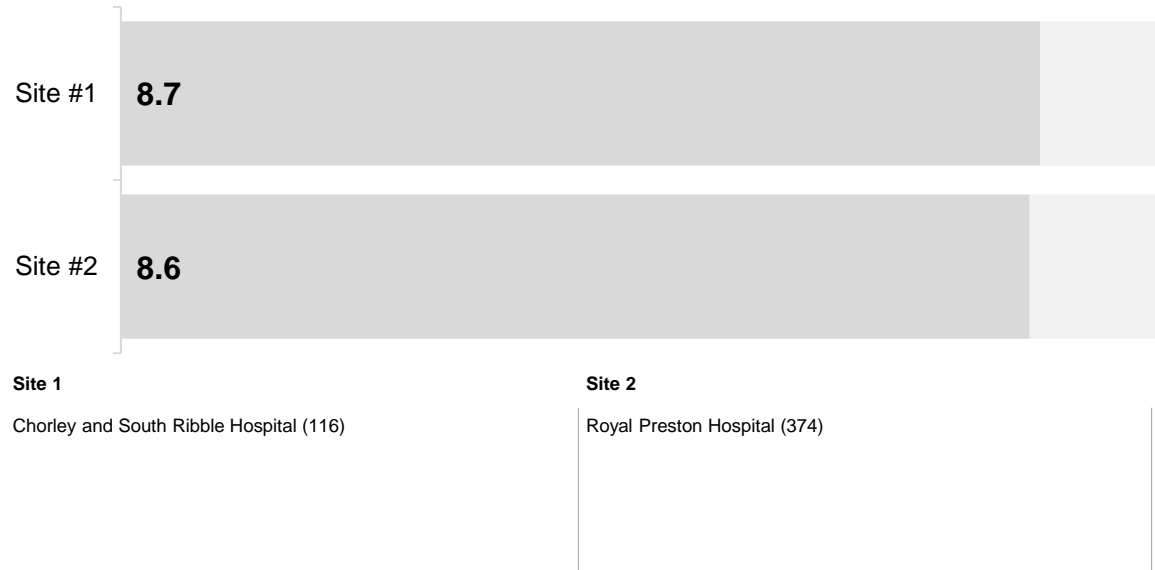 Site #1 8.7
Site #2 8.6
Site 1
Chorley and South Ribble Hospital (116)
Site 2
Royal Preston Hospital (374)